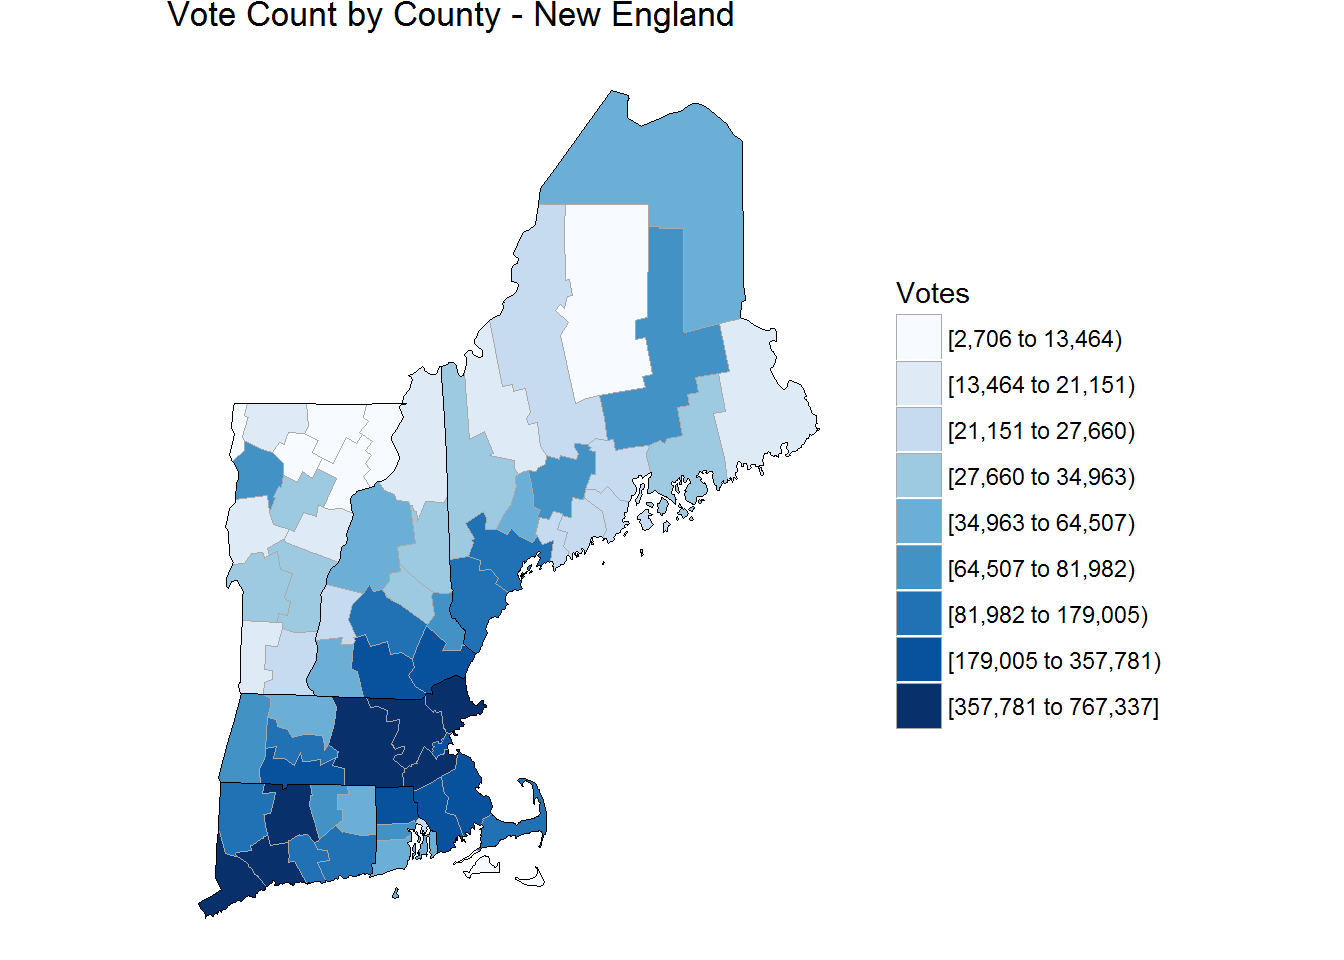 Vote Count by County - New England
Votes
[2,706 to 13,464)
[13,464 to 21,151)
[21,151 to 27,660)
[27,660 to 34,963)
[34,963 to 64,507)
[64,507 to 81,982)
[81,982 to 179,005)
[179,005 to 357,781)
[357,781 to 767,337]